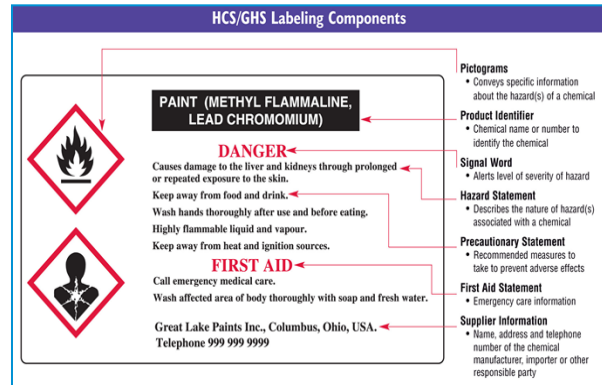 HCS/GHS Labeling Components
PAINT (METHYL FLAMMALINE,
LEAD CHROMOMIUM)
DANGER
Causes damage to the liver and kidneys through prolonged
or repeated exposure to the skin.
Keep away from food and drink.
Wash hands thoroughly after use and before eating.
Highly flammable liquid and vapour.
Keep away from heat and ignition sources.
FIRST AID
Call emergency medical care.
Wash affected area of body thoroughly with soap and fresh water.
Great Lake Paints Inc., Columbus, Ohio, USA.
Telephone 999 999 9999
Pictograms
• Conveys specific information
about the hazard(s) of a chemical
Product Identifier
• Chemical name or number to
identify the chemical
Signal Word
• Alerts level of severity of hazard
Hazard Statement
• Describes the nature of hazard(s)
associated with a chemical
Precautionary Statement
• Recommended measures to
take to prevent adverse effects
First Aid Statement
• Emergency care information
Supplier Information
• Name, address and telephone
number of the chemical
manufacturer, importer or other
responsible party